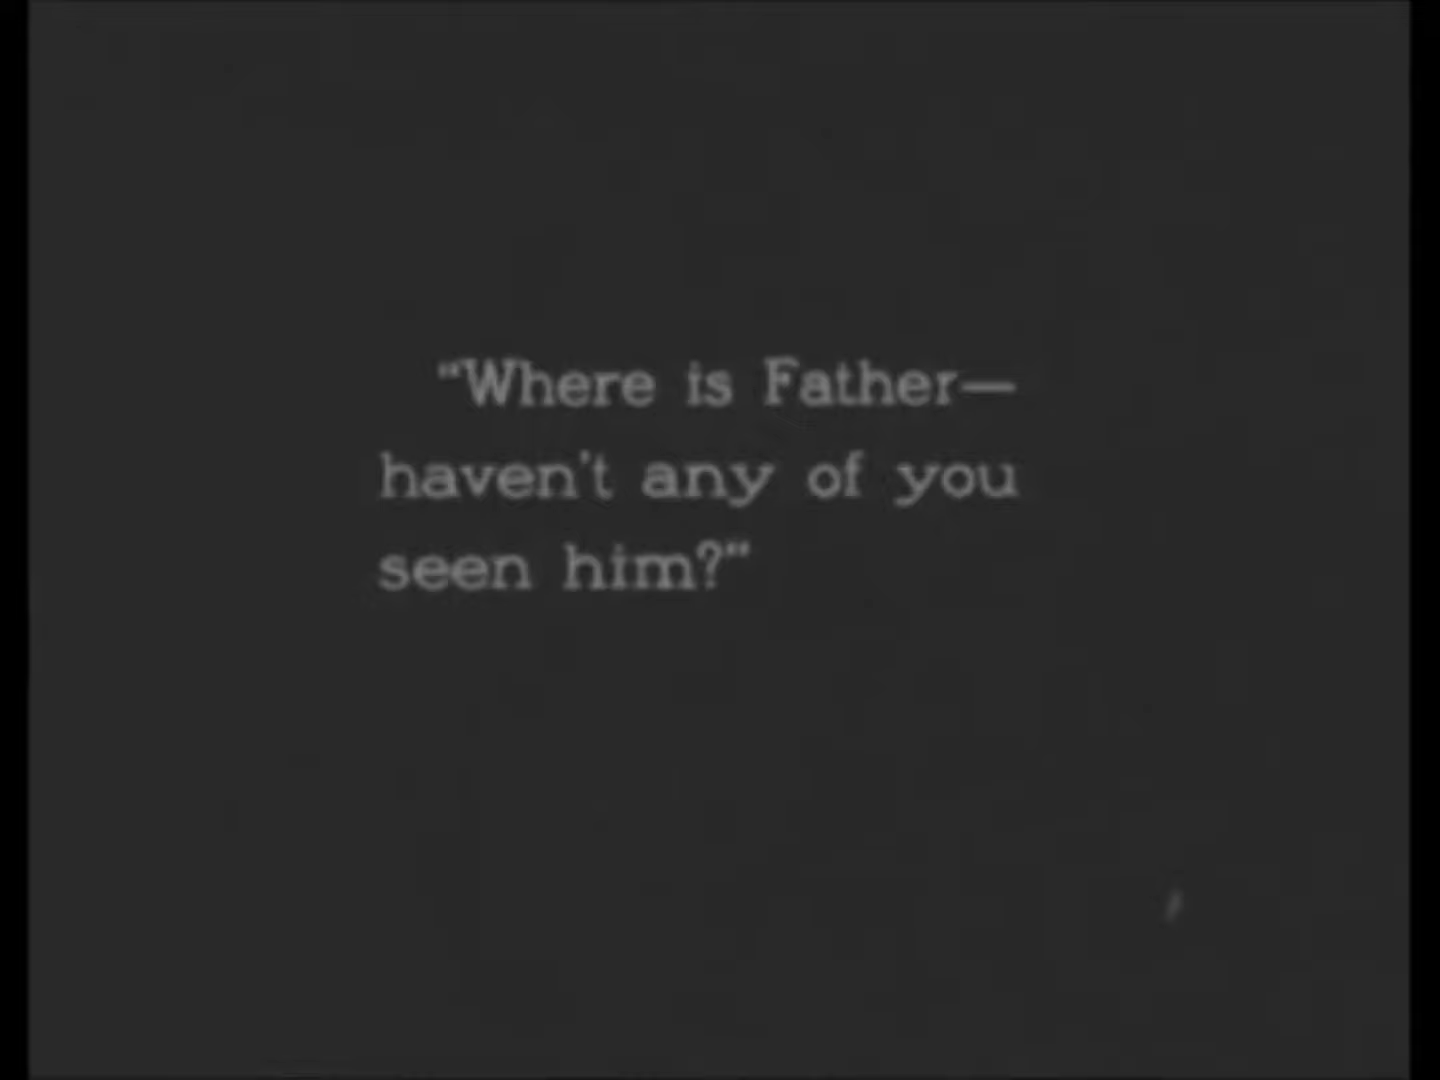 “Where is Father—
haven't any of you
seen him?”